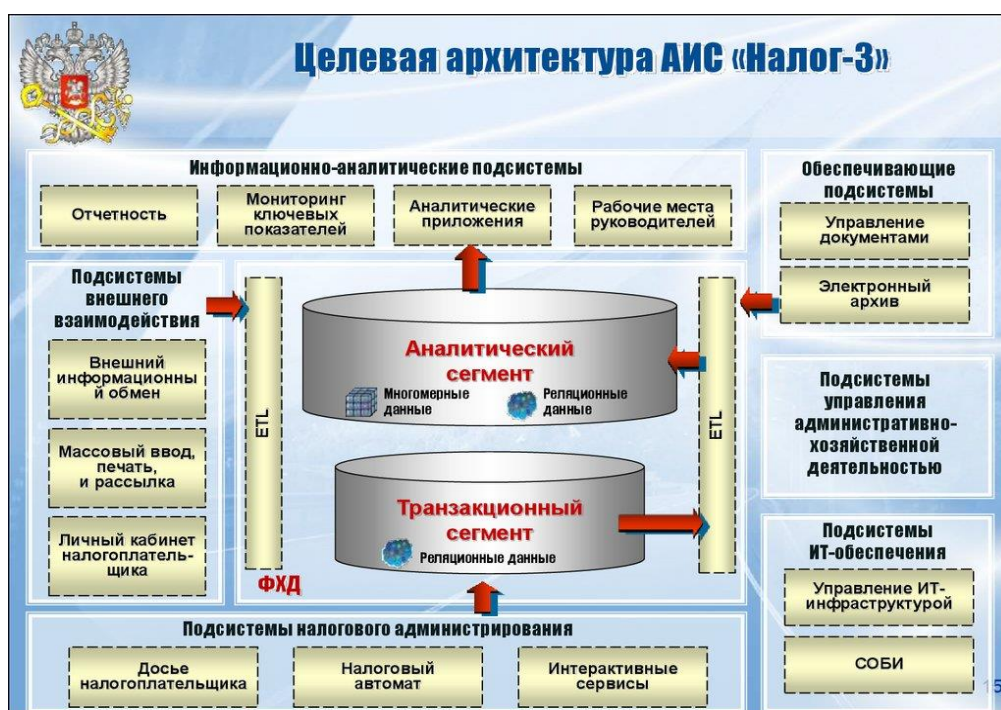 Целевая архитектура АИС «Налог-3»
Информационно-аналитические подсистемы
Отчетность
Мониторинг
ключевых
показателей
Аналитические
приложения
Рабочие места
руководителей
Обеспечивающие
подсистемы
Управление
документами
Электронный
архив
Подсистемы
внешнего
взаимодействия
Внешний
информационны
й обмен
Массовый ввод,
печать,
и рассылка
Личный кабинет
налогоплатель-
щика
ETL
Аналитический
сегмент
Многомерные
данные
Реляционные
данные
Транзакционный
сегмент
Реляционные данные
ETL
ФХД
Подсистемы
управления
административно-
хозяйственной
деятельностью
Подсистемы
ИТ-обеспечения
Управление ИТ-
инфраструктурой
СОБИ
Подсистемы налогового администрирования
Досье
налогоплательщика
Налоговый
автомат
Интерактивные
сервисы
15